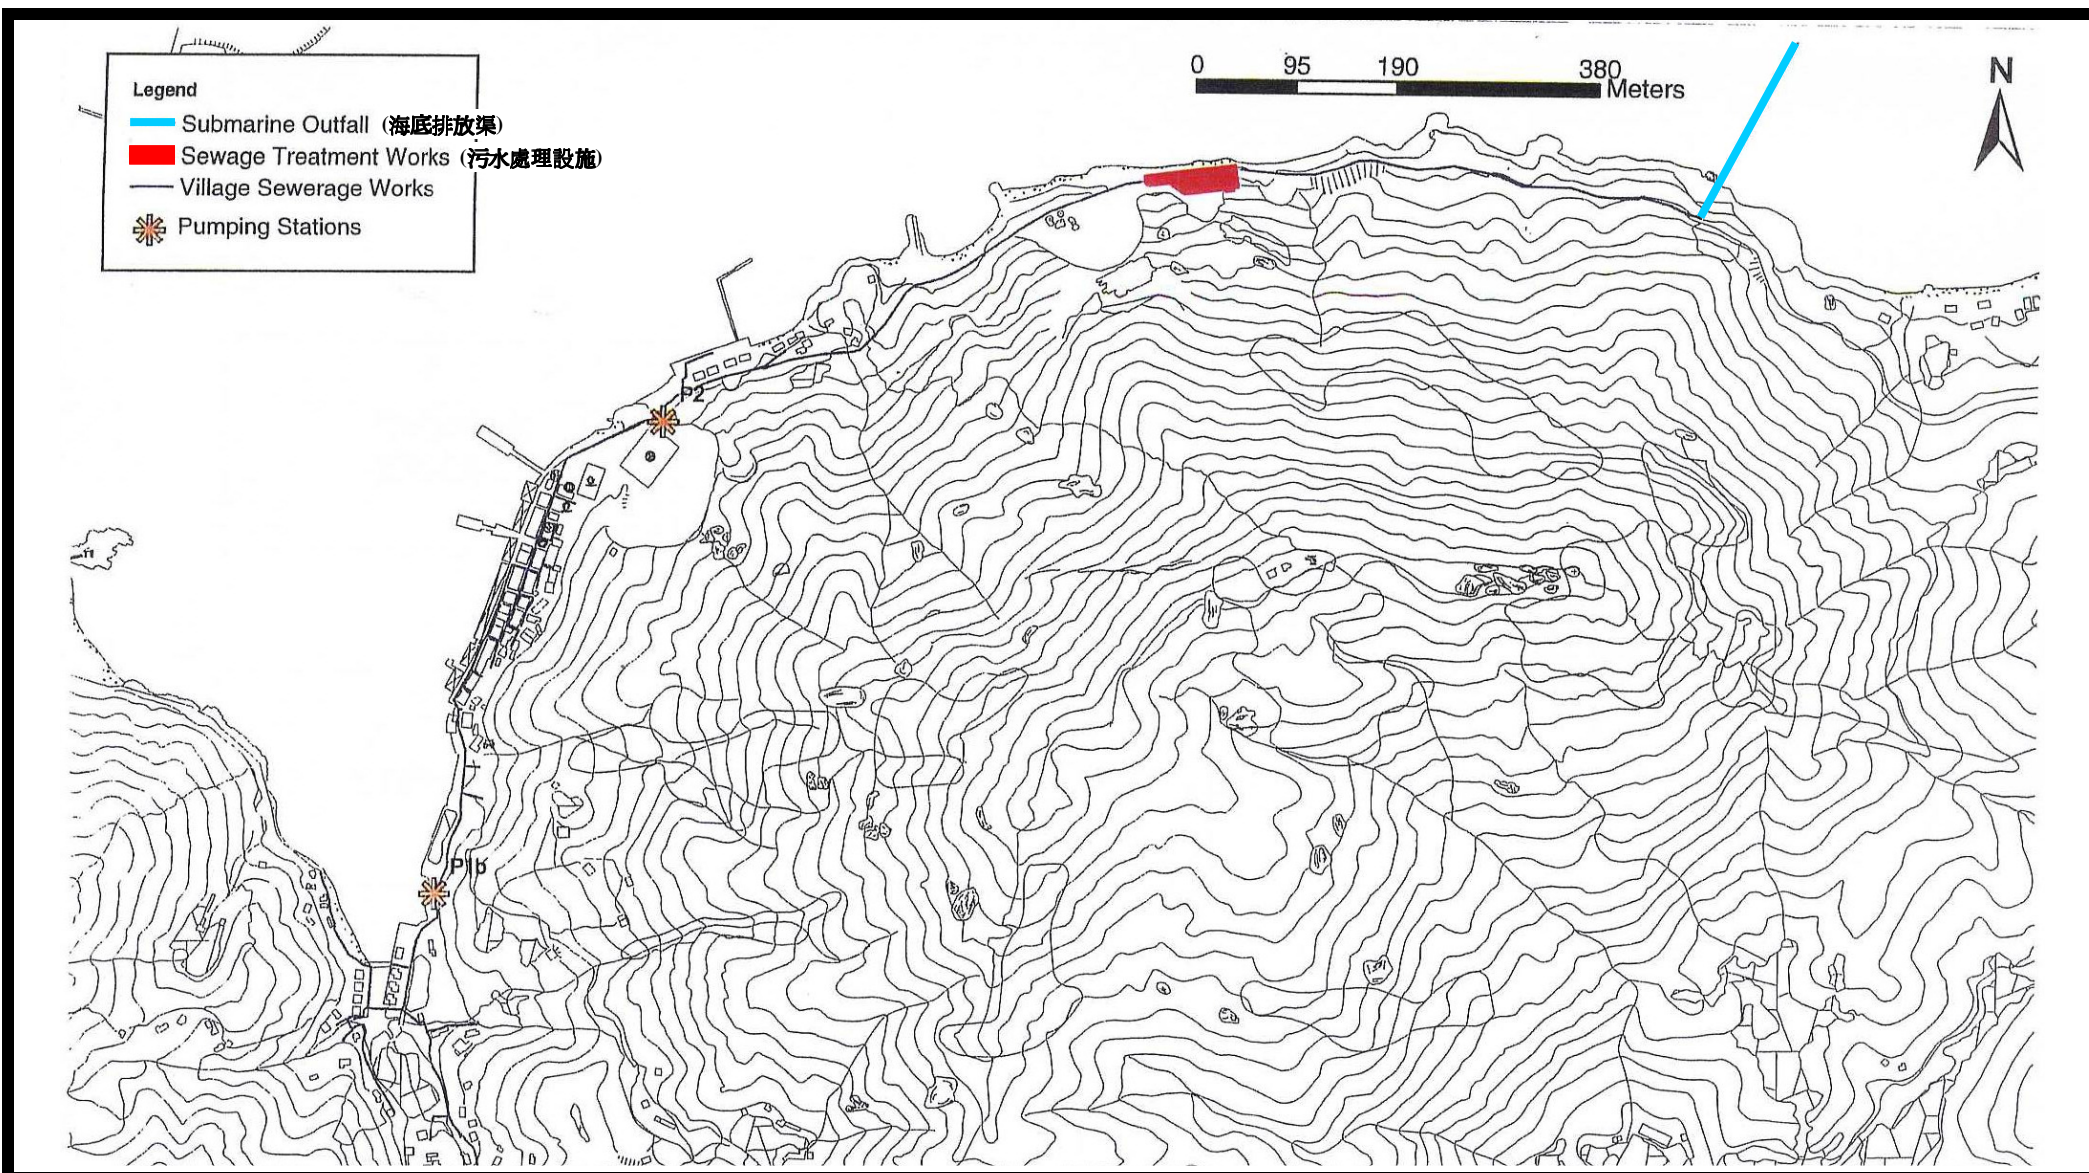 Legend
Submarine Outfall (海底排放渠)
Sewage Treatment Works (污水處理設施)
Village Sewerage Works
Pumping Stations
0 95 190 380
Meters
N
P2
P1b